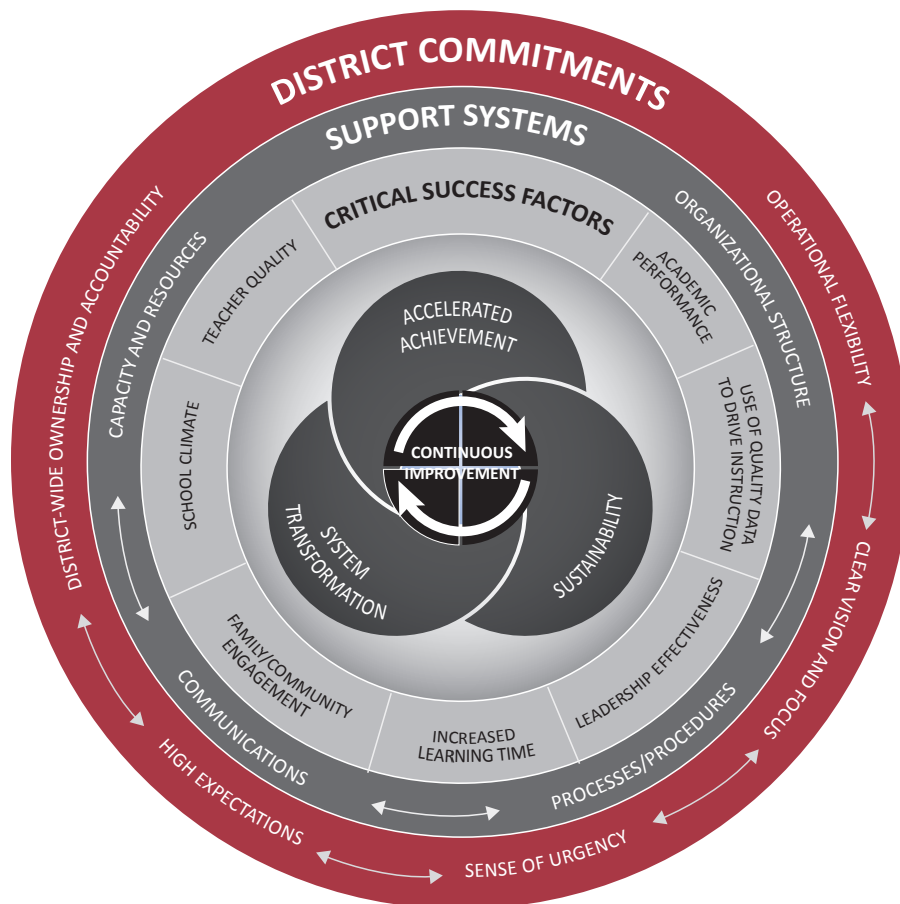 DISTRICT COMMITMENTS
SUPPORT SYSTEMS
CRITICAL SUCCESS FACTORS
DISTRICT-WIDE OWNERSHIP AND ACCOUNTABILITY
OPERATIONAL FLEXIBILITY
CLEAR VISION AND FOCUS
SENSE OF URGENCY
HIGH EXPECTATIONS
CAPACITY AND RESOURCES
ORGANIZATIONAL STRUCTURE
PROCESSES/PROCEDURES
COMMUNICATIONS
TEACHER QUALITY
ACADEMIC
PERFORMANCE
USE OF QUALITY DATA
TO DRIVE INSTRUCTION
LEADERSHIP EFFECTIVENESS
INCREASED
LEARNING TIME
FAMILY/COMMUNITY
ENGAGEMENT
SCHOOL CLIMATE
ACCELERATED
ACHIEVEMENT
SUSTAINABILITY
SYSTEM
TRANSFORMATION
CONTINUOUS
IMPROVEMENT